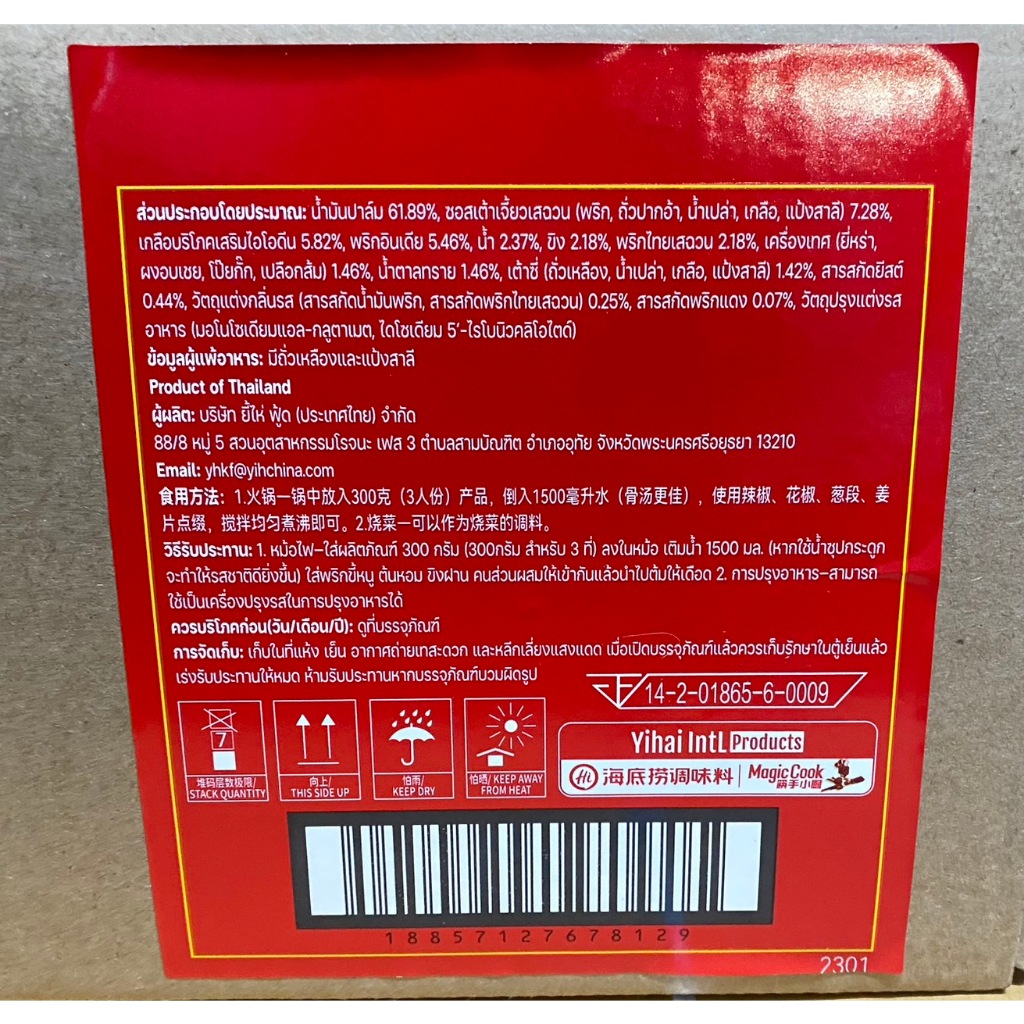 ส่วนประกอบโดยประมาณ: น้ำมันปาล์ม 61.89%, ซอสเต้าเจี้ยวเสฉวน (พริก, ถั่วปากอ้า, น้ำเปล่า, เกลือ, แป้งสาลี) 7.28%,
เกลือบริโภคเสริมไอโอดีน 5.82%, พริกอินเดีย 5.46%, น้ำ 2.37%, ขิง 2.18%, พริกไทยเสฉวน 2.18%, เครื่องเทศ (ยี่หร่า,
ผงอบเชย, โป๊ยกั๊ก, เปลือกส้ม) 1.46%, น้ำตาลทราย 1.46%, เต้าซี่ (ถั่วเหลือง, น้ำเปล่า, เกลือ, แป้งสาลี) 1.42%, สารสกัดยีสต์
0.44%, วัตถุแต่งกลิ่นรส (สารสกัดน้ำมันพริก, สารสกัดพริกไทยเสฉวน) 0.25%, สารสกัดพริกแดง 0.07%, วัตถุปรุงแต่งรส
อาหาร (มอโนโซเดียมแอล-กลูตาเมต, ไดโซเดียม 5'-ไรโบนิวคลิโอไตด์)
ข้อมูลผู้แพ้อาหาร: มีถั่วเหลืองและแป้งสาลี
Product of Thailand
ผู้ผลิต: บริษัท ยี่ไห่ ฟู้ด (ประเทศไทย) จำกัด
88/8 หมู่ 5 สวนอุตสาหกรรมโรจนะ เฟส 3 ตำบลสามบัณฑิต อำเภออุทัย จังหวัดพระนครศรีอยุธยา 13210
Email: yhkf@yihchina.com
食用方法：1.火锅一锅中放入300克（3人份）产品，倒入1500毫升水（骨汤更佳），使用辣椒、花椒、葱段、姜
片点缀，搅拌均匀煮沸即可。2.烧菜一可以作为烧菜的调料。
วิธีรับประทาน: 1. หม้อไฟ–ใส่ผลิตภัณฑ์ 300 กรัม (300กรัม สำหรับ 3 ที่) ลงในหม้อ เติมน้ำ 1500 มล. (หากใช้น้ำซุปกระดูก
จะทำให้รสชาติดียิ่งขึ้น) ใส่พริกขี้หนู ต้นหอม ขิงฝาน คนส่วนผสมให้เข้ากันแล้วนำไปต้มให้เดือด 2. การปรุงอาหาร–สามารถ
ใช้เป็นเครื่องปรุงรสในการปรุงอาหารได้
ควรบริโภคก่อน(วัน/เดือน/ปี): ดูที่บรรจุภัณฑ์
การจัดเก็บ: เก็บในที่แห้ง เย็น อากาศถ่ายเทสะดวก และหลีกเลี่ยงแสงแดด เมื่อเปิดบรรจุภัณฑ์แล้วควรเก็บรักษาในตู้เย็นแล้ว
เร่งรับประทานให้หมด ห้ามรับประทานหากบรรจุภัณฑ์บวมผิดรูป
14-2-01865-6-0009
7
堆码层数极限/
STACK QUANTITY
向上/
THIS SIDE UP
怕雨/
KEEP DRY
怕晒/ KEEP AWAY
FROM HEAT
Yihai IntL Products
Hi 海底捞调味料 Magic Cook
筷手小厨
18857127678129
2301